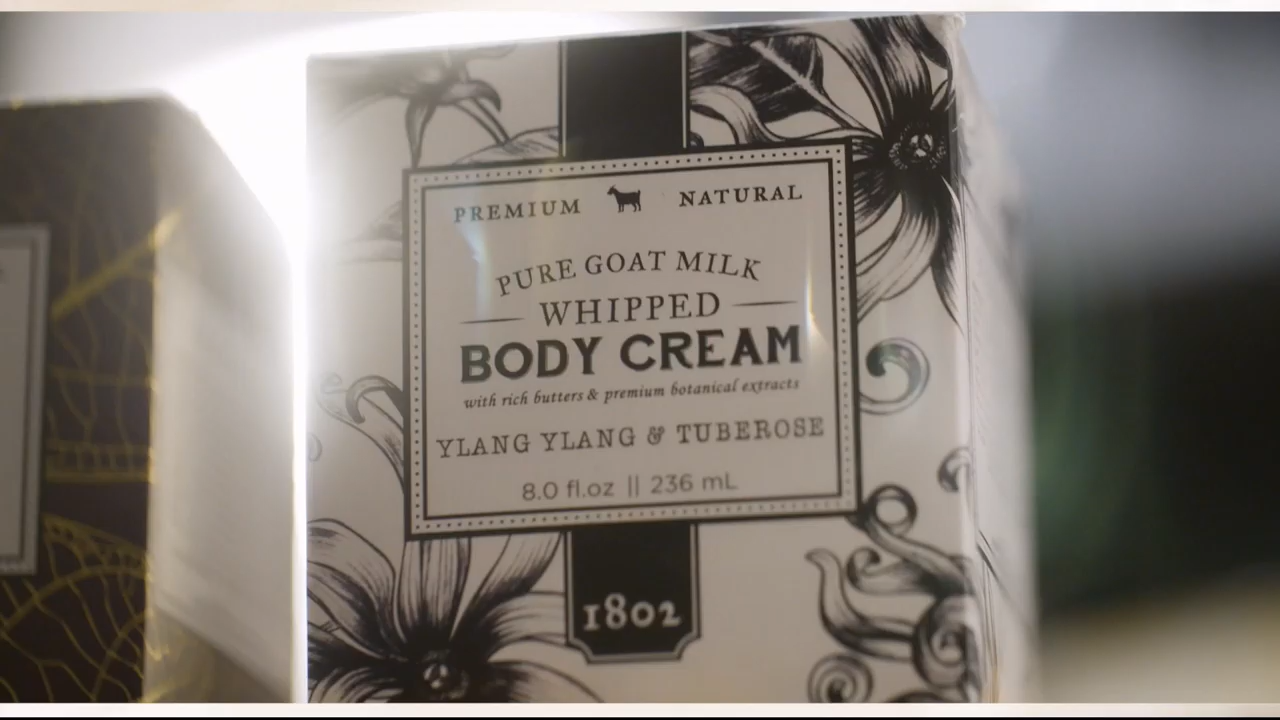 PREMIUM NATURAL
PURE GOAT MILK
WHIPPED
BODY CREAM
with rich butters & premium botanical extracts
YLANG YLANG & TUBEROSE
8.0 fl.oz || 236 mL
1802